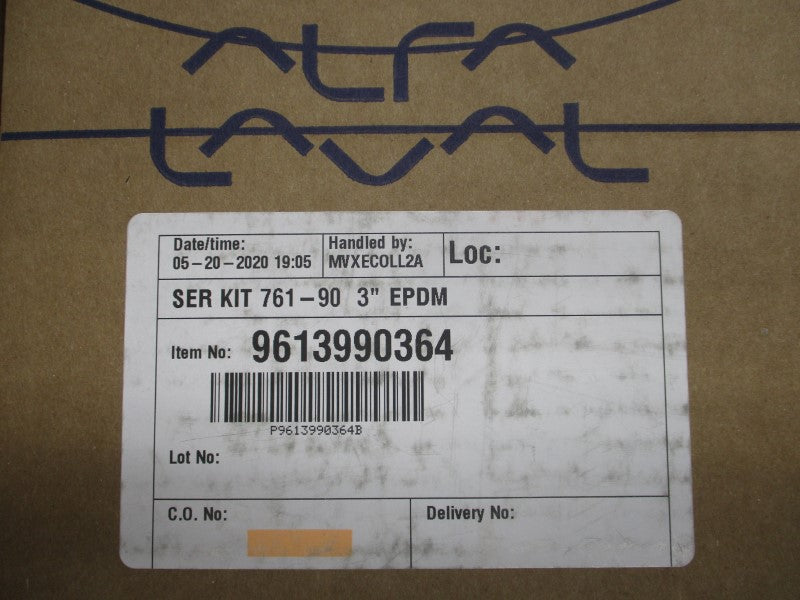 ALFA
LAVAL
Date/time:
05-20-2020 19:05
Handled by:
MVXECOLL2A
Loc:
SER KIT 761-90 3" EPDM
Item No: 9613990364
P9613990364B
Lot No:
C.O. No:
Delivery No: